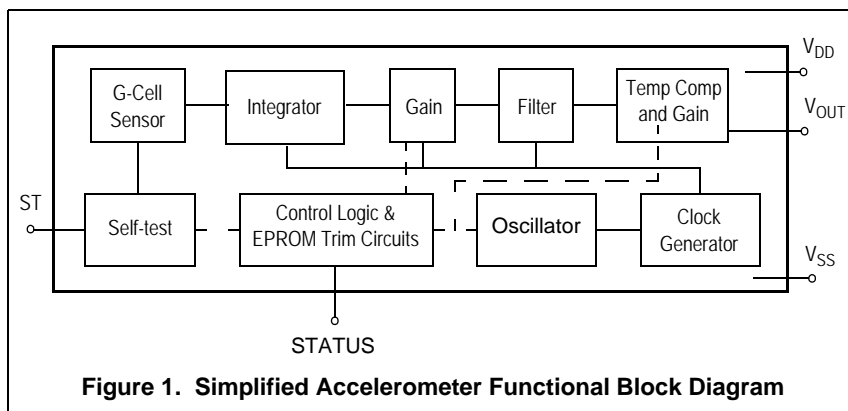 G-Cell
Sensor
Integrator
Gain
Filter
Temp Comp
and Gain
VDD
VOUT
ST
Self-test
Control Logic &
EPROM Trim Circuits
Oscillator
Clock
Generator
VSS
STATUS
Figure 1. Simplified Accelerometer Functional Block Diagram